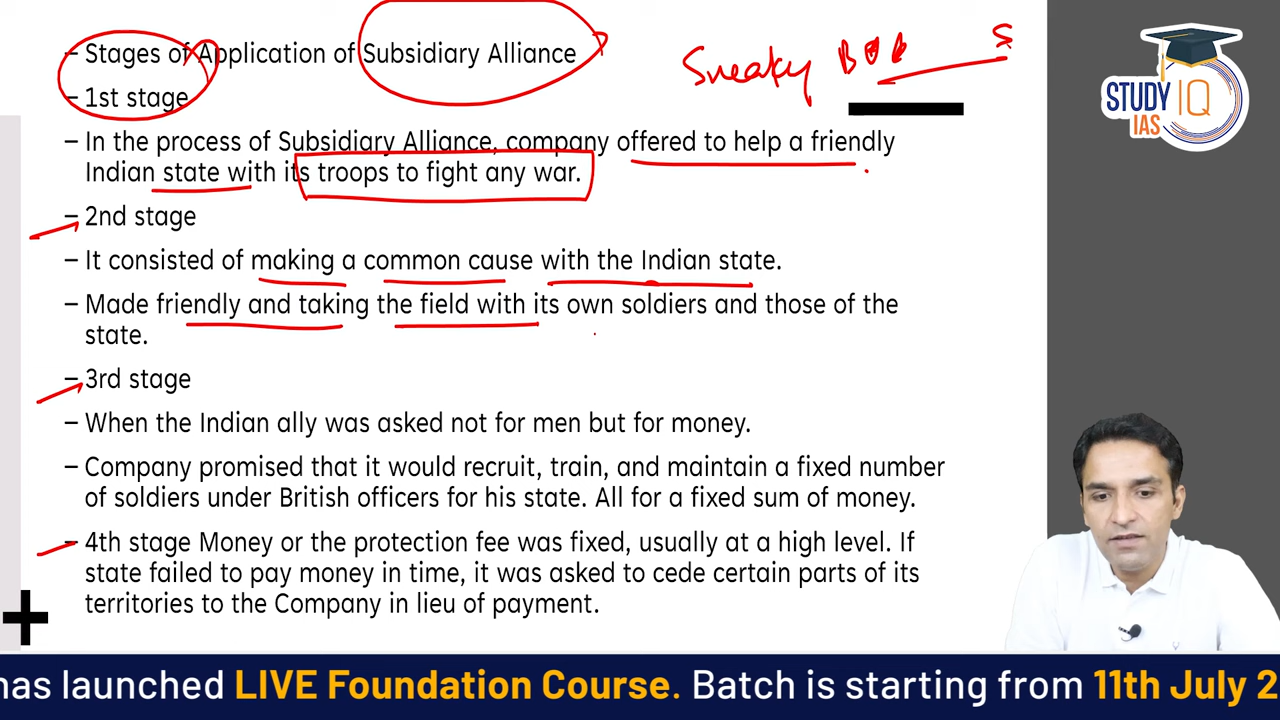 – Stages of Application of Subsidiary Alliance
Sneaky
S
– 1st stage
– In the process of Subsidiary Alliance, company offered to help a friendly
Indian state with its troops to fight any war.
– 2nd stage
– It consisted of making a common cause with the Indian state.
– Made friendly and taking the field with its own soldiers and those of the
state.
– 3rd stage
– When the Indian ally was asked not for men but for money.
– Company promised that it would recruit, train, and maintain a fixed number
of soldiers under British officers for his state. All for a fixed sum of money.
– 4th stage Money or the protection fee was fixed, usually at a high level. If
state failed to pay money in time, it was asked to cede certain parts of its
territories to the Company in lieu of payment.
STUDY IQ
IAS
has launched LIVE Foundation Course. Batch is starting from 11th July 2